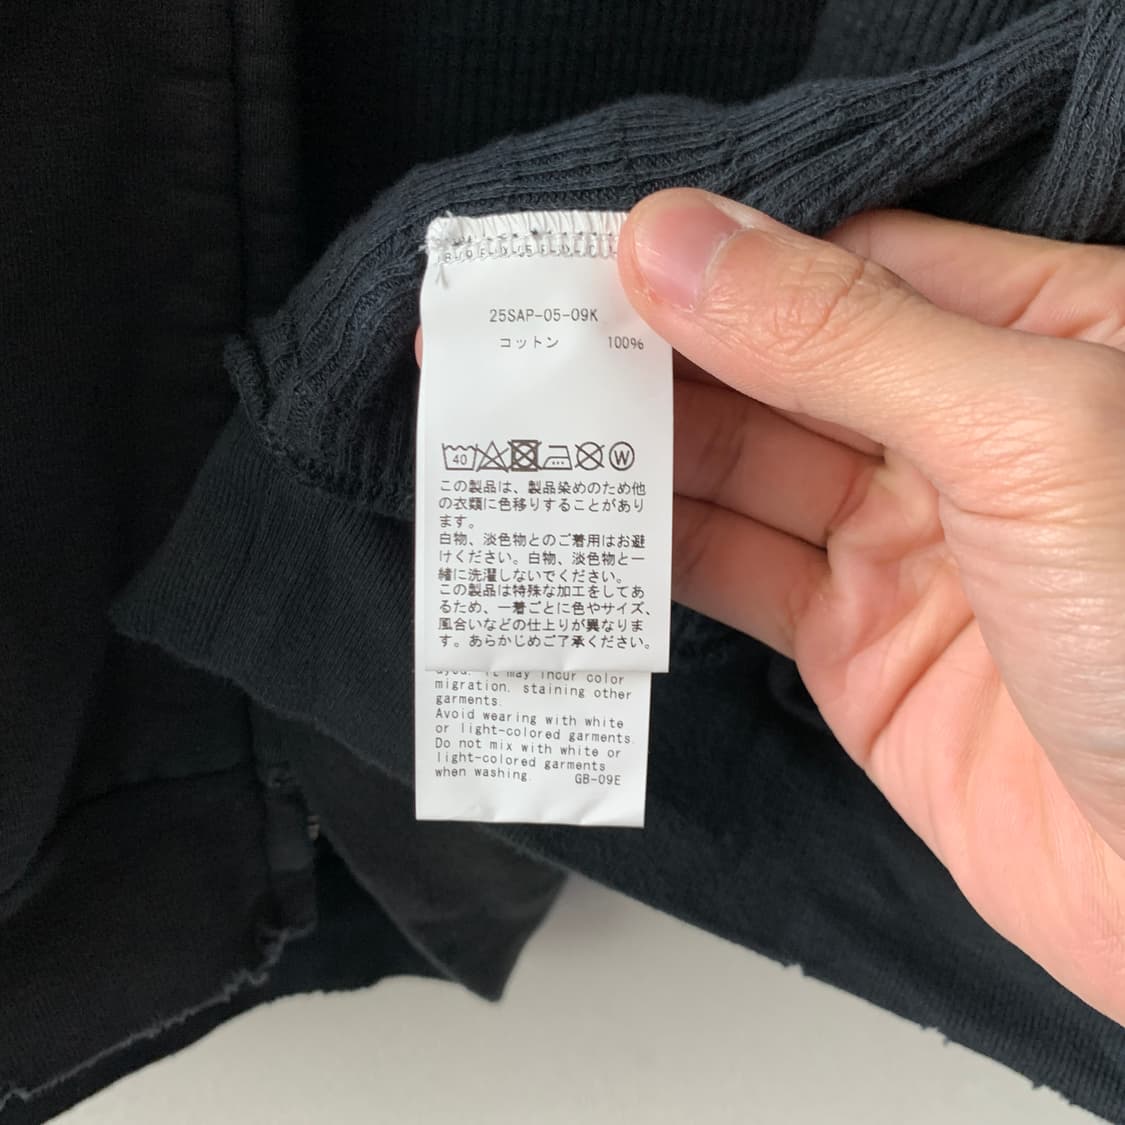 25SAP-05-09K
コットン 100%
40 W
この製品は、製品染めのため他
の衣類に色移りすることがあり
ます。
白物、淡色物とのご着用はお避
けください。白物、淡色物と一
緒に洗濯しないでください。
この製品は特殊な加工をしてあ
るため、一着ごとに色やサイズ、
風合いなどの仕上りが異なりま
す。あらかじめご了承ください。
dyed. it may incur color
migration. staining other
garments.
Avoid wearing with white
or light-colored garments.
Do not mix with white or
light-colored garments
when washing GB-09E